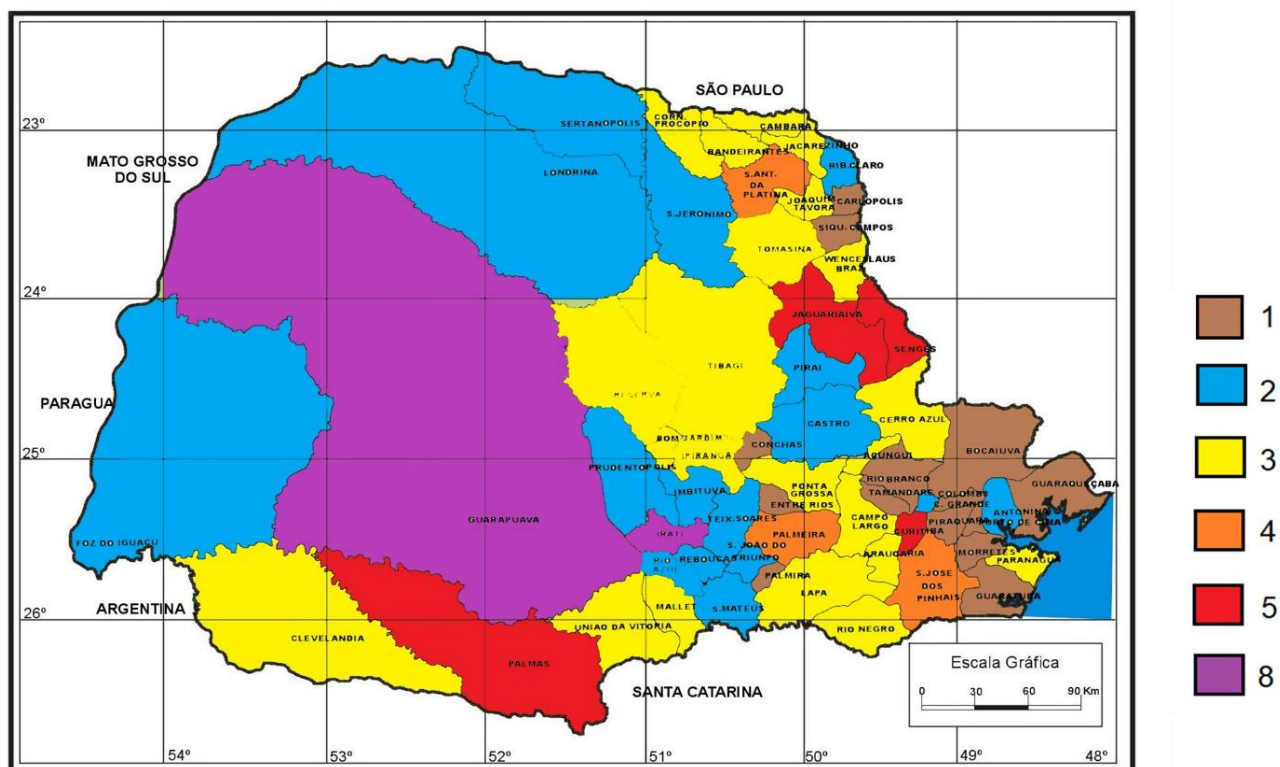 SÃO PAULO
23º
CORN.
PROCOPIO
CAMBARA
SERTANOPOLIS
BANDEIRANTES
JACAREZINHO
MATO GROSSO
DO SUL
RIB.CLARO
LONDRINA
S.ANT.
DA
PLATINA
JOAQUIM
TAVORA
CARLOPOLIS
S.JERONIMO
SIQU.CAMPOS
TOMASINA
WENCESLAUS
BRAZ
24º
JAGUARIAIVA
SENGES
TIBAGI
PIRAI
RESERVA
PARAGUA
CASTRO
CERRO AZUL
BOM JARDIM
CONCHAS
IPIRANGA
BOCAIUVA
AÇUNGUI
25º
PRUDENTOPOLIS
RIO BRANCO
GUARAQUEÇABA
PONTA
GROSSA
IMBITUVA
TAMANDARE
COLOMBO
ENTRE RIOS
C. GRANDE
ANTONINA
GUARAPUAVA
TEIX.SOARES
CAMPO
LARGO
PIRAQUARA
PORTO DE CIMA
IRATI
PALMEIRA
CURITIBA
FOZ DO IGUAÇU
S. JOÃO DO
TRIUNFO
REBOUÇAS
RIO
AZUL
ARAUCARIA
MORRETES
PARANAGUA
PALMIRA
S.JOSE
DOS
PINHAIS
LAPA
GUARATUBA
ARGENTINA
26º
MALLET
S.MATEUS
UNIAO DA VITORIA
RIO NEGRO
CLEVELANDIA
PALMAS
SANTA CATARINA
Escala Gráfica
0 30 60 90 Km
54º 53º 52º 51º 50º 49º 48º
1
2
3
4
5
8